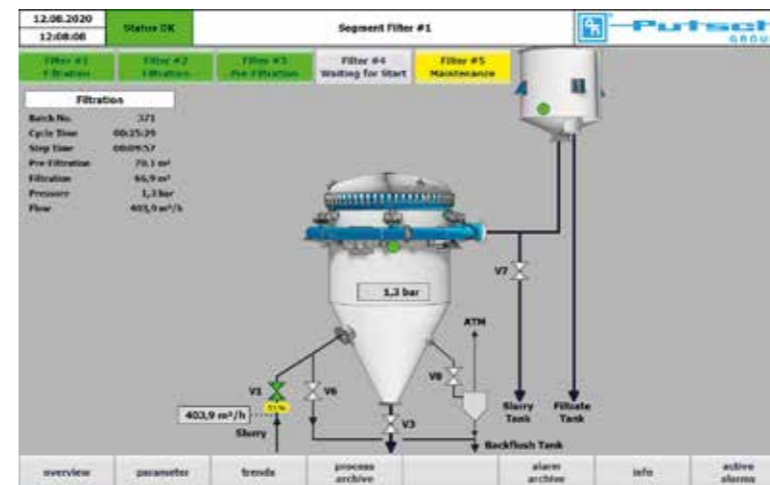 12.08.2020
12:08:08
Status OK
Segment Filter #1
Putsch
GROUP
Filter #1
Filtration
Filter #2
Filtration
Filter #3
Pre-Filtration
Filter #4
Waiting for Start
Filter #5
Maintenance
Filtration
Batch No. 371
Cycle Time 00:25:29
Step Time 00:09:57
Pre-Filtration 70,1 m³
Filtration 66,9 m³
Pressure 1,3 bar
Flow 403,9 m³/h
1,3 bar
V7
ATM
V1
V6
V8
403,9 m³/h
V3
Slurry
Slurry
Tank
Filtrate
Tank
Backflush Tank
overview
parameter
trends
process
archive
alarm
archive
info
active
alarms